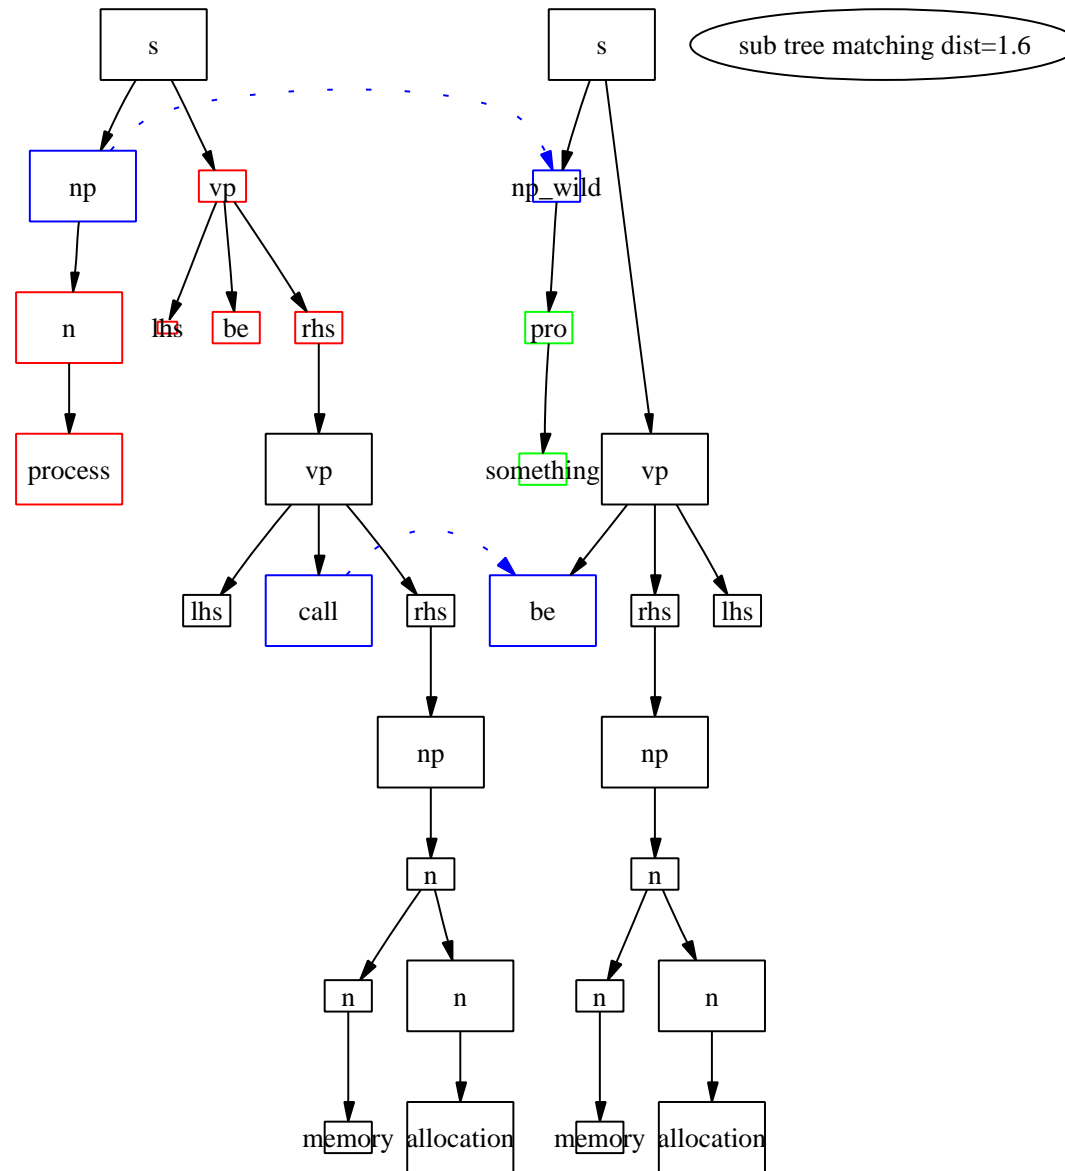 s
s
sub tree matching dist=1.6
np
vp
np_wild
n
lhs
be
rhs
pro
process
vp
something
vp
lhs
call
rhs
be
rhs
lhs
np
np
n
n
n
n
n
n
memory
allocation
memory
allocation